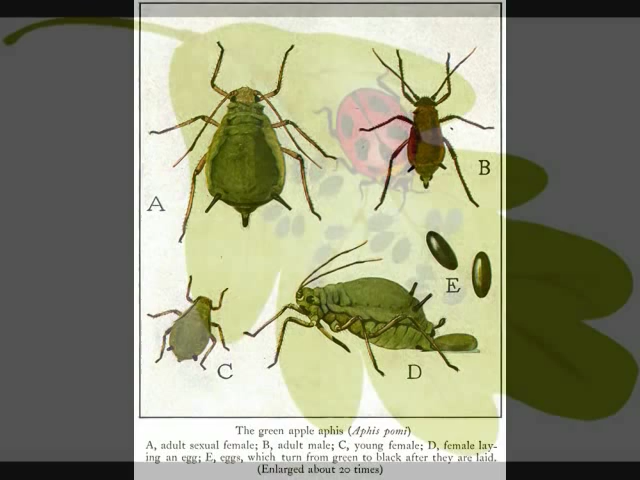 A
B
C
D
E
The green apple aphis (Aphis pomi)
A, adult sexual female; B, adult male; C, young female; D, female lay-
ing an egg; E, eggs, which turn from green to black after they are laid.
(Enlarged about 20 times)